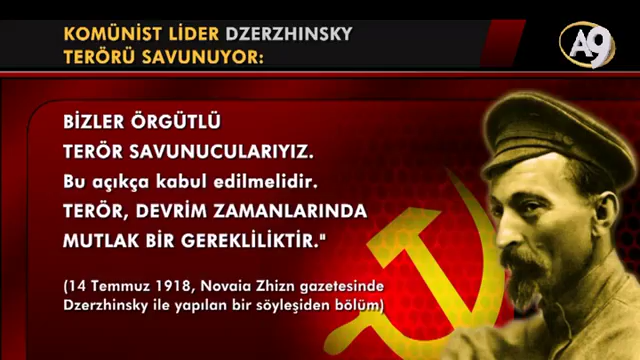 KOMÜNİST LİDER DZERZHINSKY
TERÖRÜ SAVUNUYOR:
A9
BİZLER ÖRGÜTLÜ
TERÖR SAVUNUCULARIYIZ.
Bu açıkça kabul edilmelidir.
TERÖR, DEVRİM ZAMANLARINDA
MUTLAK BİR GEREKLİLİKTİR."
(14 Temmuz 1918, Novaia Zhizn gazetesinde
Dzerzhinsky ile yapılan bir söyleşiden bölüm)